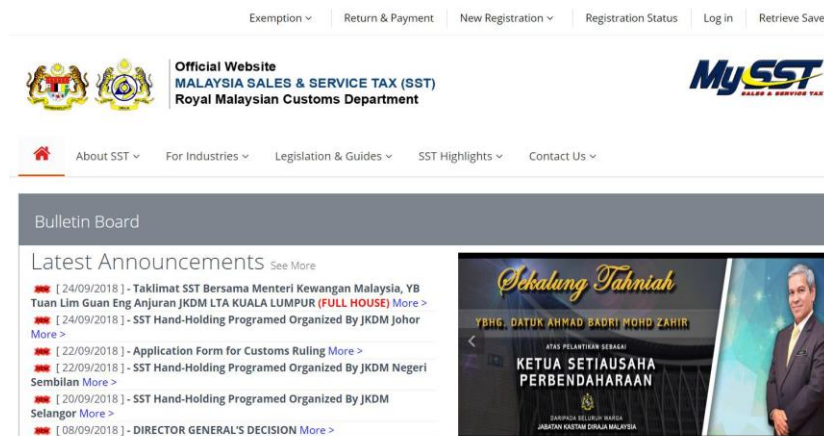 Exemption Return & Payment New Registration Registration Status Log in Retrieve Save
Official Website
MALAYSIA SALES & SERVICE TAX (SST)
Royal Malaysian Customs Department
MySST
SALES & SERVICE TAX
About SST For Industries Legislation & Guides SST Highlights Contact Us
Bulletin Board
Latest Announcements See More
[ 24/09/2018 ] - Taklimat SST Bersama Menteri Kewangan Malaysia, YB
Tuan Lim Guan Eng Anjuran JKDM LTA KUALA LUMPUR (FULL HOUSE) More >
[ 24/09/2018 ] - SST Hand-Holding Programed Organized By JKDM Johor
More >
[ 22/09/2018 ] - Application Form for Customs Ruling More >
[ 22/09/2018 ] - SST Hand-Holding Programed Organized By JKDM Negeri
Sembilan More >
[ 20/09/2018 ] - SST Hand-Holding Programed Organized By JKDM
Selangor More >
[ 08/09/2018 ] - DIRECTOR GENERAL'S DECISION More >
Sekalung Tahniah
YBHG. DATUK AHMAD BADRI MOHD ZAHIR
ATAS PELANTIKAN SEBAGAI
KETUA SETIAUSAHA
PERBENDAHARAAN
DARIPADA SELURUH WARGA
JABATAN KASTAM DIRAJA MALAYSIA